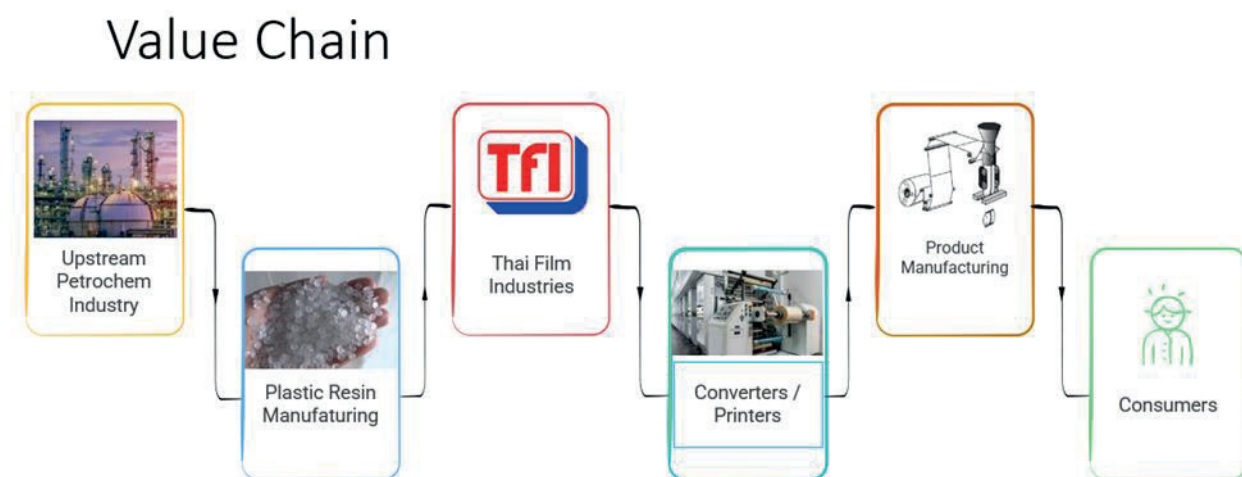 Value Chain
Upstream
Petrochem
Industry
Plastic Resin
Manufaturing
TFI
Thai Film
Industries
Converters /
Printers
Product
Manufacturing
Consumers